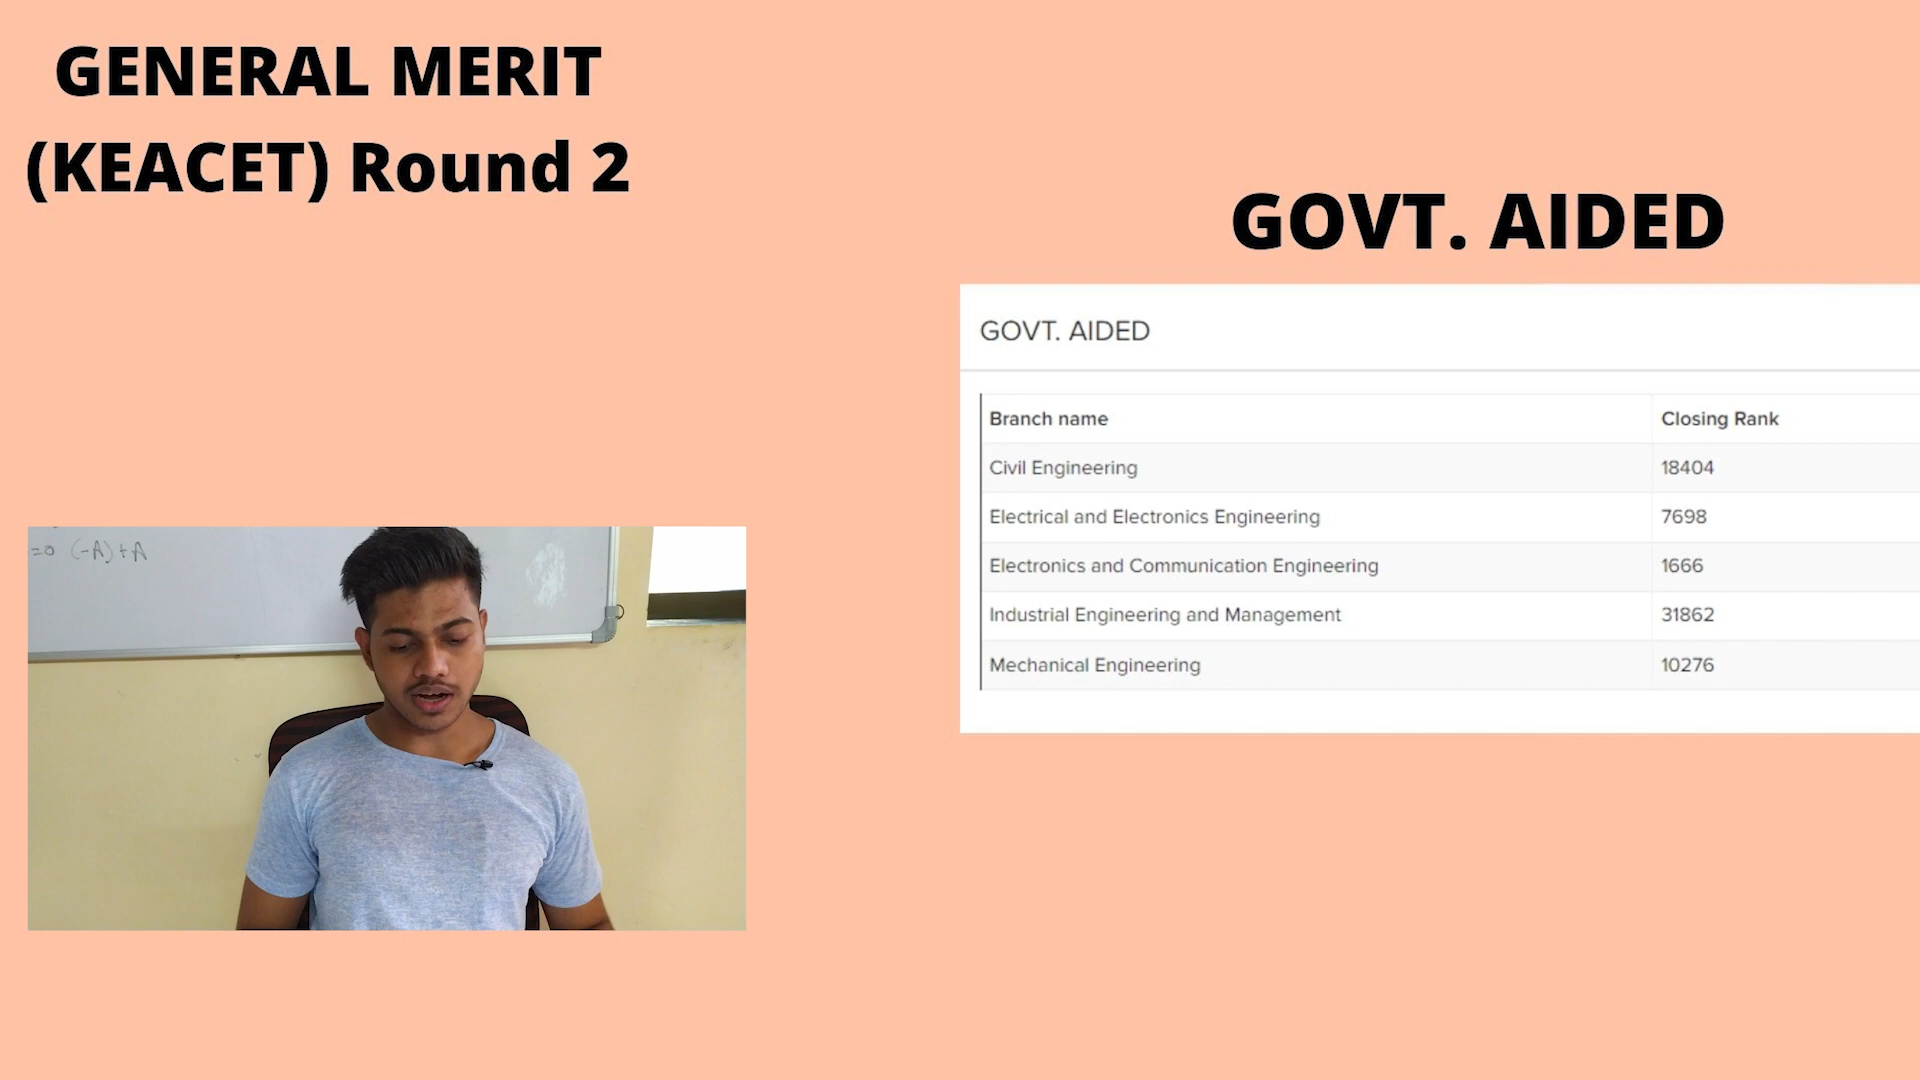 GENERAL MERIT
(KEACET) Round 2
GOVT. AIDED
GOVT. AIDED
Branch name Closing Rank
Civil Engineering 18404
Electrical and Electronics Engineering 7698
Electronics and Communication Engineering 1666
Industrial Engineering and Management 31862
Mechanical Engineering 10276
=0 (-A)+A